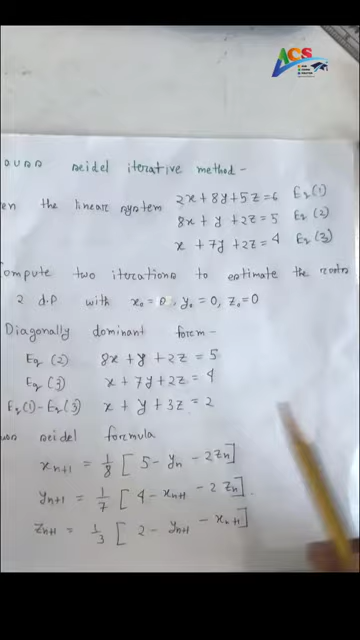 ACS
seidel iterative method -
the linear system 2x + 8y + 5z = 6 Eq (1)
8x + y + 2z = 5 Eq (2)
x + 7y + 2z = 4 Eq (3)
ompute two iterations to estimate the roots
2 d.p with x₀ = 0, y₀ = 0, z₀ = 0
Diagonally dominant form -
Eq (2) 8x + y + 2z = 5
Eq (3) x + 7y + 2z = 4
Eq (1) - Eq (3) x + y + 3z = 2
seidel formula
xn+1 = 1/8 [ 5 - yn - 2zn ]
yn+1 = 1/7 [ 4 - xn+1 - 2zn ].
zn+1 = 1/3 [ 2 - yn+1 - xn+1 ]